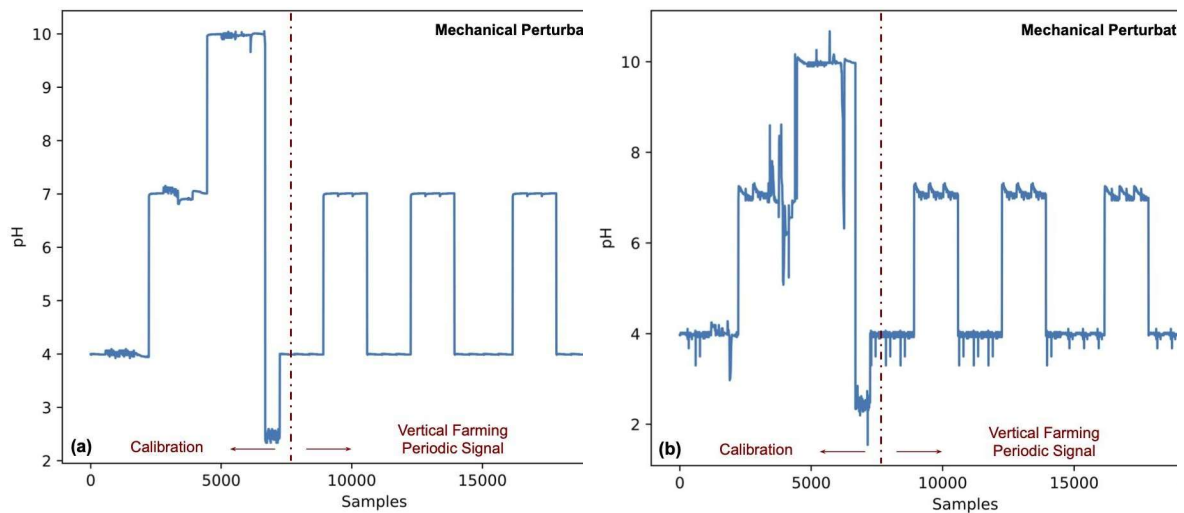 Mechanical Perturba
10
9
8
7
6
5
4
3
2
pH
(a)
Calibration
Vertical Farming
Periodic Signal
0
5000
10000
15000
Samples
Mechanical Perturbat
10
8
6
4
2
pH
(b)
Calibration
Vertical Farming
Periodic Signal
0
5000
10000
15000
Samples